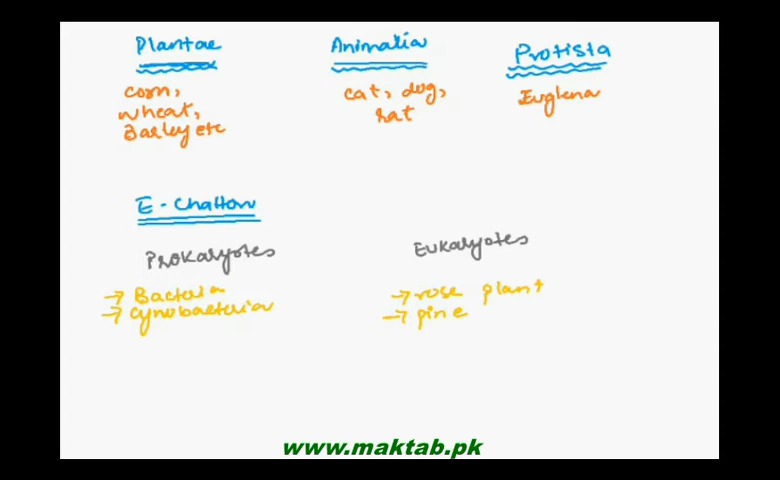 Plantae
Animalia
Protista
corn,
wheat,
Barley etc
cat, dog,
rat
Euglena
E - Chatton
Prokaryotes
Eukaryotes
→ Bacteria
→ Cynobacteria
→ rose plant
→ pine
www.maktab.pk